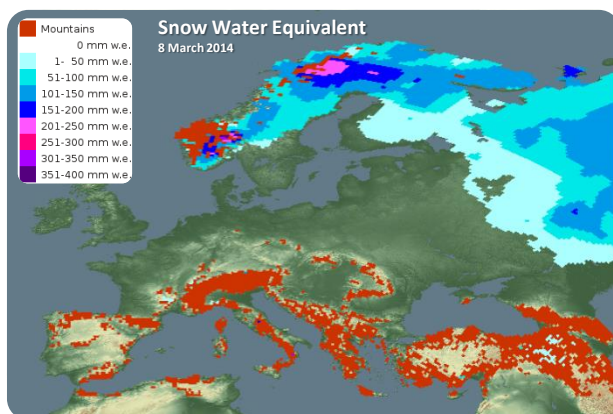 Snow Water Equivalent
8 March 2014
Mountains
0 mm w.e.
1- 50 mm w.e.
51-100 mm w.e.
101-150 mm w.e.
151-200 mm w.e.
201-250 mm w.e.
251-300 mm w.e.
301-350 mm w.e.
351-400 mm w.e.